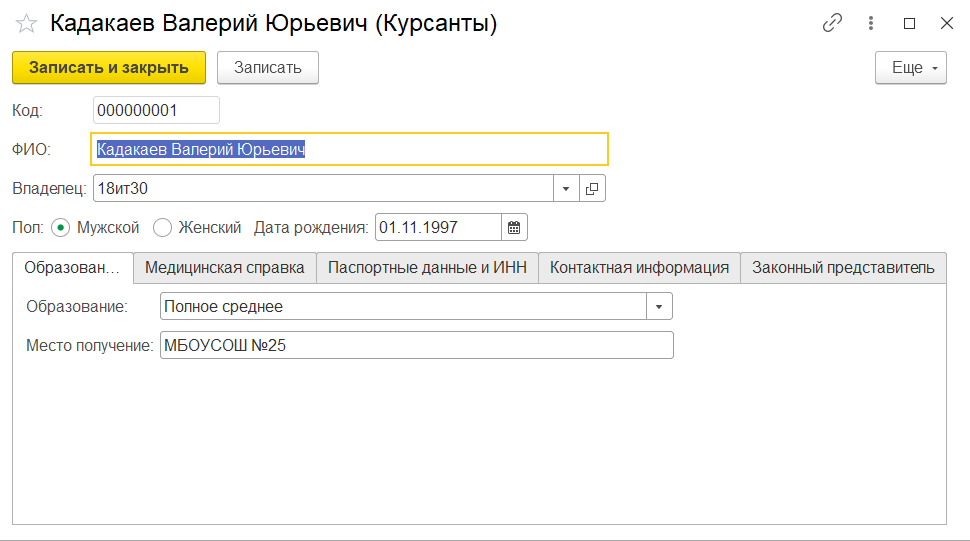 Кадакаев Валерий Юрьевич (Курсанты)
Записать и закрыть Записать Еще
Код: 000000001
ФИО: Кадакаев Валерий Юрьевич
Владелец: 18ит30
Пол: Мужской Женский Дата рождения: 01.11.1997
Образован... Медицинская справка Паспортные данные и ИНН Контактная информация Законный представитель
Образование: Полное среднее
Место получение: МБОУСОШ №25